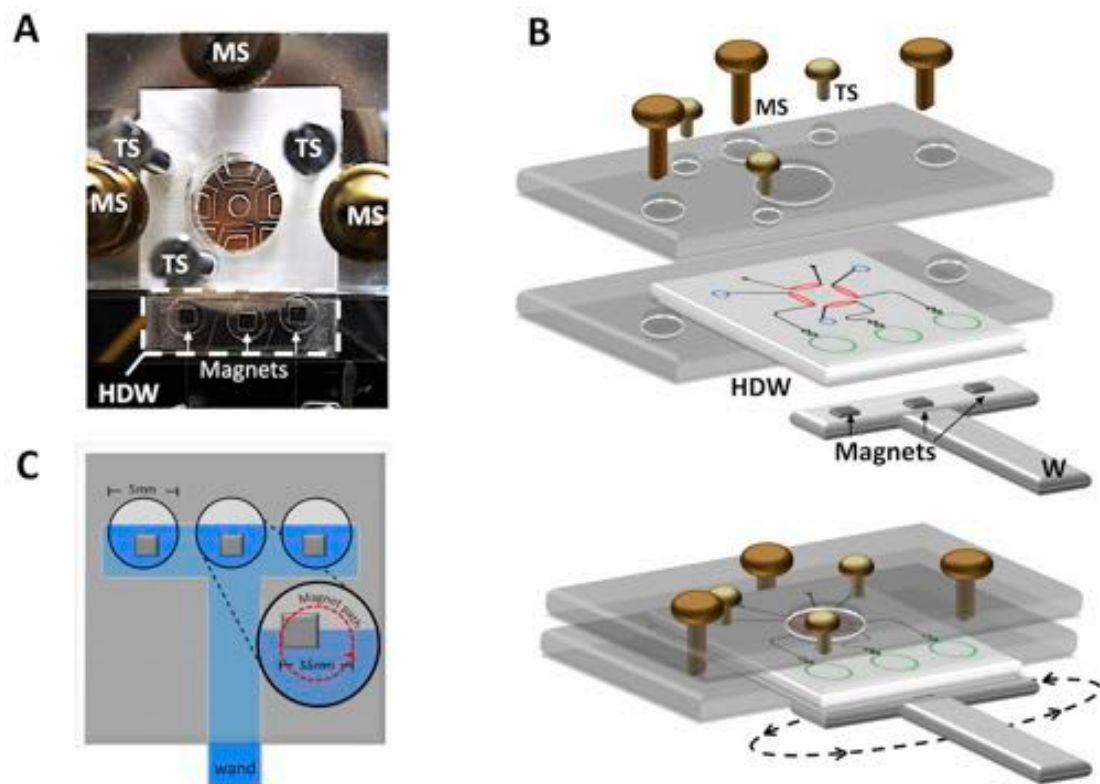 A
MS
TS
TS
MS
MS
TS
Magnets
HDW
B
MS
TS
HDW
Magnets
W
C
5mm
Magnet path
3.5mm
wand